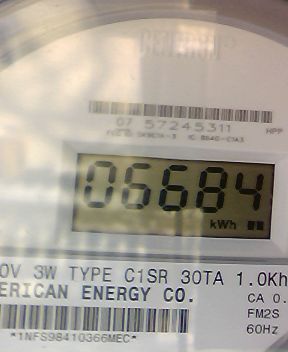 07 57245311
HPP
06684
kWh
0V 3W TYPE C1SR 30TA 1.0Kh
ERICAN ENERGY CO.
CA 0.
FM2S
60Hz
*1NFS98410366MEC*